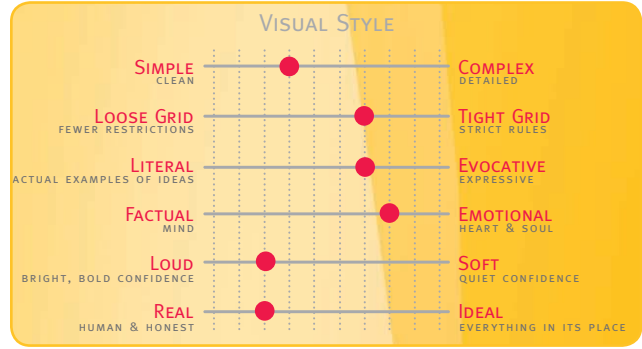 VISUAL STYLE
SIMPLE COMPLEX
CLEAN DETAILED
LOOSE GRID TIGHT GRID
FEWER RESTRICTIONS STRICT RULES
LITERAL EVOCATIVE
ACTUAL EXAMPLES OF IDEAS EXPRESSIVE
FACTUAL EMOTIONAL
MIND HEART & SOUL
LOUD SOFT
BRIGHT, BOLD CONFIDENCE QUIET CONFIDENCE
REAL IDEAL
HUMAN & HONEST EVERYTHING IN ITS PLACE